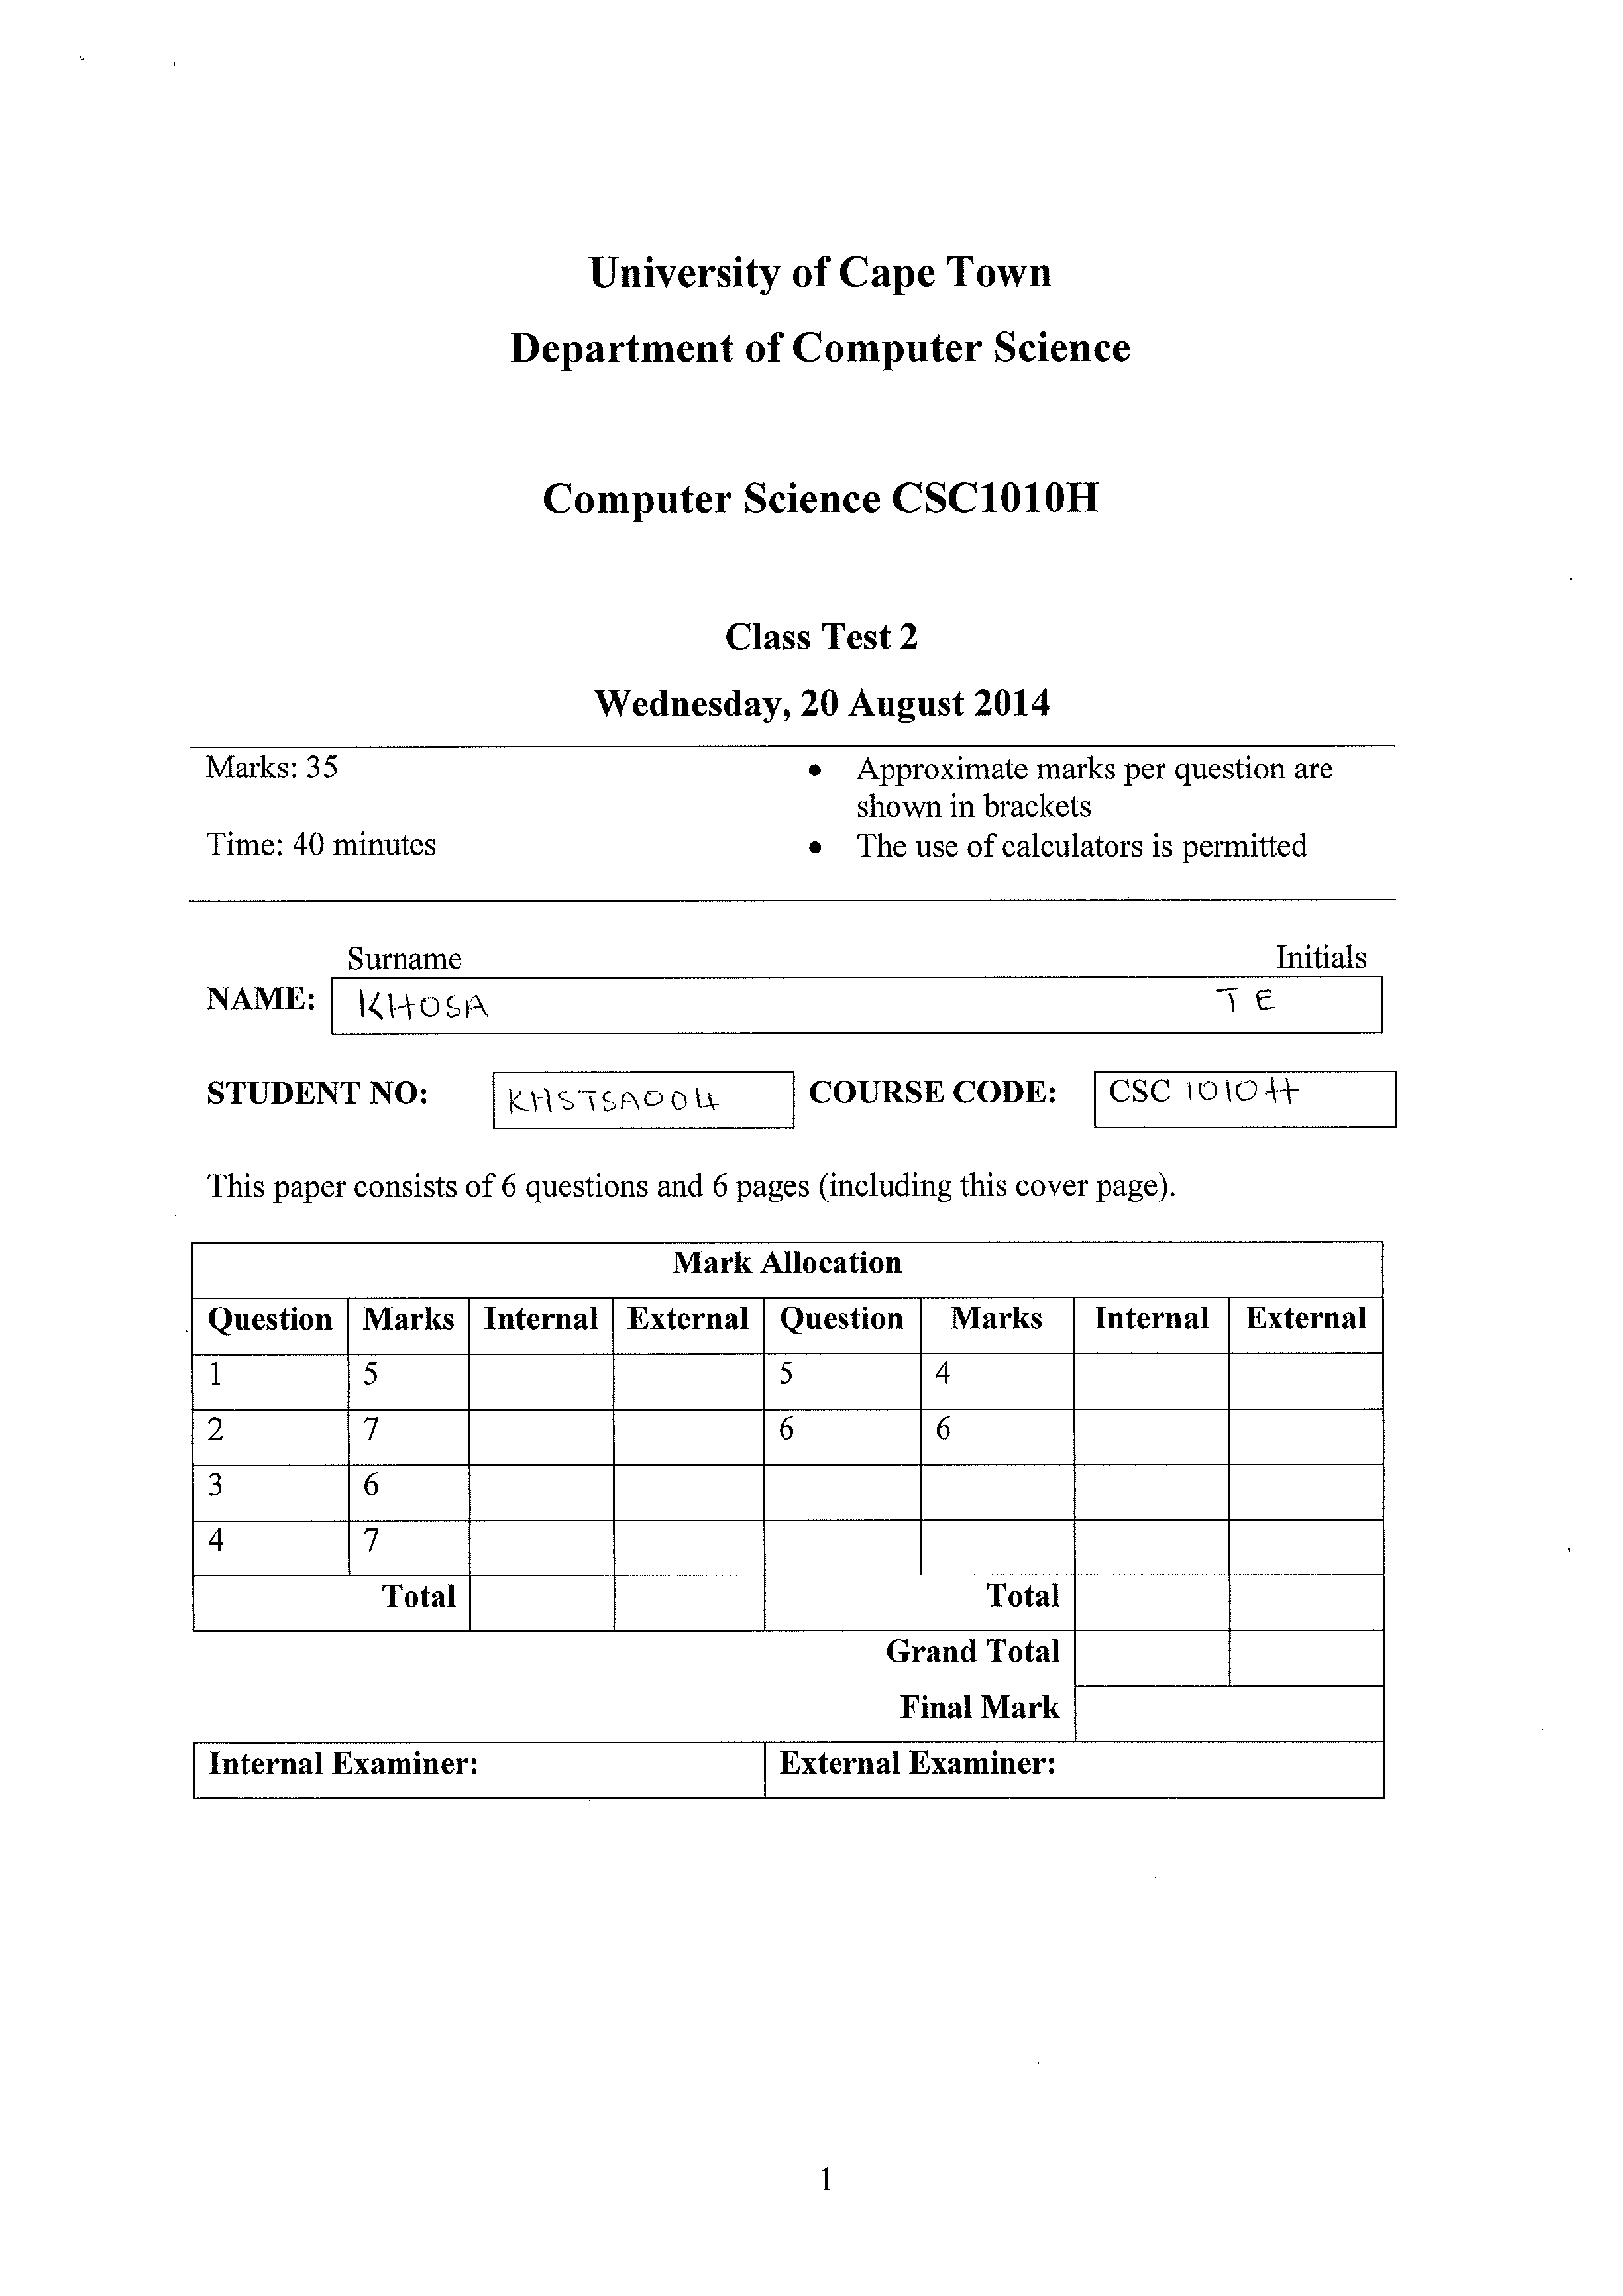 University of Cape Town
Department of Computer Science
Computer Science CSC1010H
Class Test 2
Wednesday, 20 August 2014
Marks: 35
• Approximate marks per question are
shown in brackets
Time: 40 minutes
• The use of calculators is permitted
Surname Initials
NAME: KHOSA T E
STUDENT NO: KHSTSA004 COURSE CODE: CSC 1010H
This paper consists of 6 questions and 6 pages (including this cover page).
Mark Allocation
Question Marks Internal External Question Marks Internal External
1 5 5 4
2 7 6 6
3 6
4 7
Total Total
Grand Total
Final Mark
Internal Examiner: External Examiner:
1